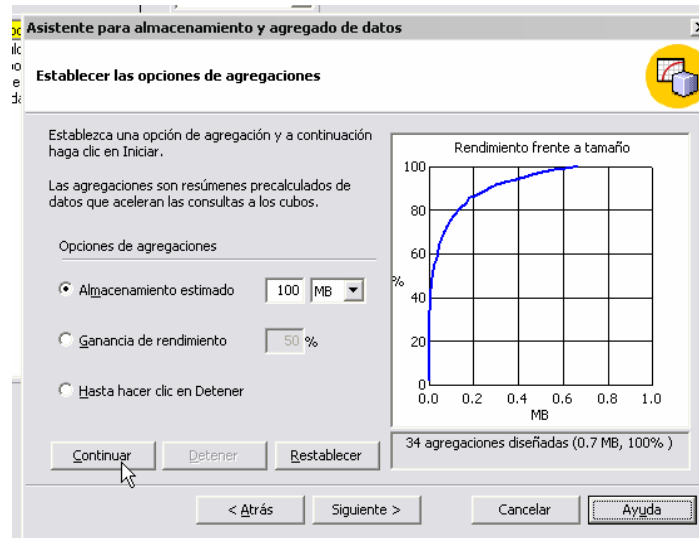 Asistente para almacenamiento y agregado de datos
Establecer las opciones de agregaciones
Establezca una opción de agregación y a continuación
haga clic en Iniciar.
Las agregaciones son resúmenes precalculados de
datos que aceleran las consultas a los cubos.
Opciones de agregaciones
Almacenamiento estimado 100 MB
Ganancia de rendimiento 50 %
Hasta hacer clic en Detener
Continuar Detener Restablecer
Rendimiento frente a tamaño
100
80
60
%
40
20
0
0.0 0.2 0.4 0.6 0.8 1.0
MB
34 agregaciones diseñadas (0.7 MB, 100% )
< Atrás Siguiente > Cancelar Ayuda